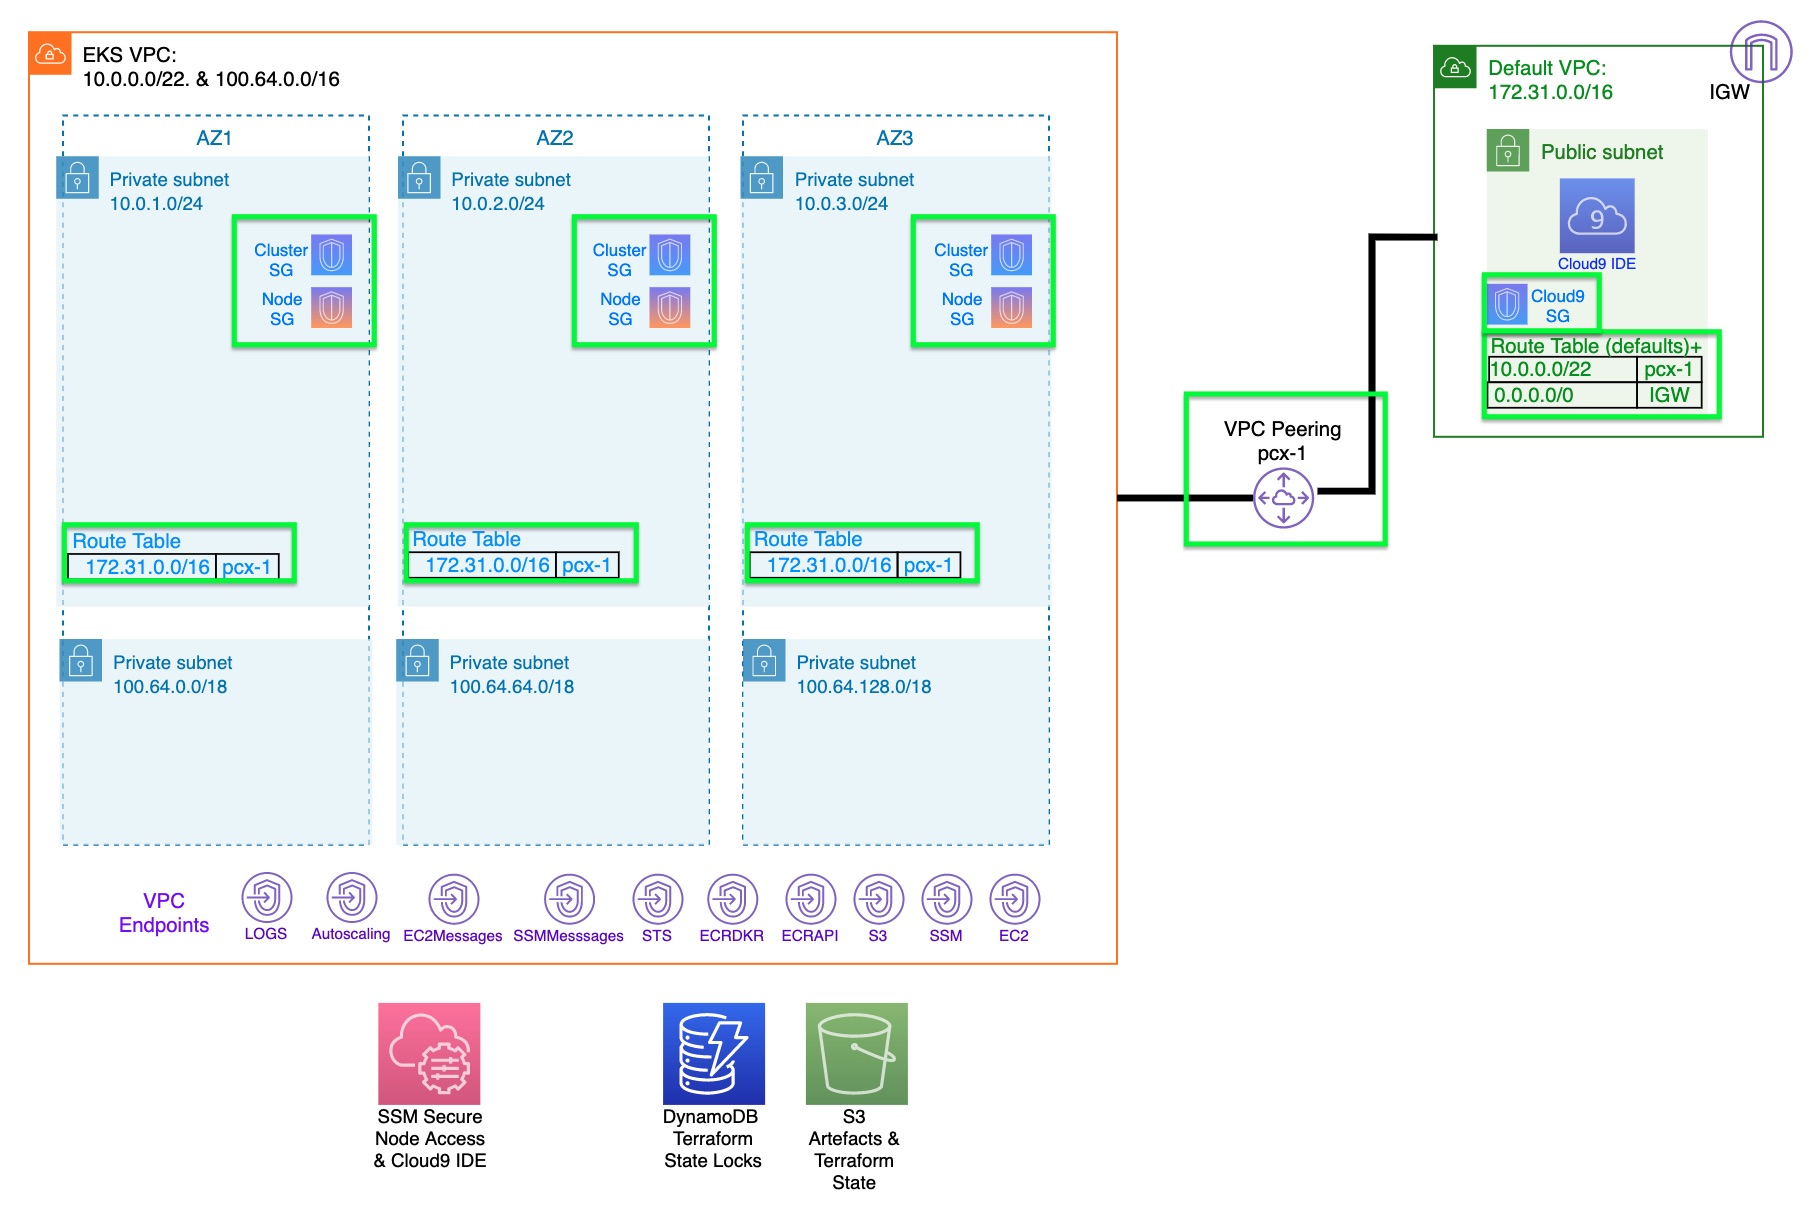 EKS VPC:
10.0.0.0/22. & 100.64.0.0/16
AZ1
Private subnet
10.0.1.0/24
Cluster
SG
Node
SG
Route Table
172.31.0.0/16 pcx-1
Private subnet
100.64.0.0/18
AZ2
Private subnet
10.0.2.0/24
Cluster
SG
Node
SG
Route Table
172.31.0.0/16 pcx-1
Private subnet
100.64.64.0/18
AZ3
Private subnet
10.0.3.0/24
Cluster
SG
Node
SG
Route Table
172.31.0.0/16 pcx-1
Private subnet
100.64.128.0/18
VPC
Endpoints
LOGS
Autoscaling
EC2Messages
SSMMesssages
STS
ECRDKR
ECRAPI
S3
SSM
EC2
VPC Peering
pcx-1
Default VPC:
172.31.0.0/16
IGW
Public subnet
9
Cloud9 IDE
Cloud9
SG
Route Table (defaults)+
10.0.0.0/22 pcx-1
0.0.0.0/0 IGW
SSM Secure
Node Access
& Cloud9 IDE
DynamoDB
Terraform
State Locks
S3
Artefacts &
Terraform
State